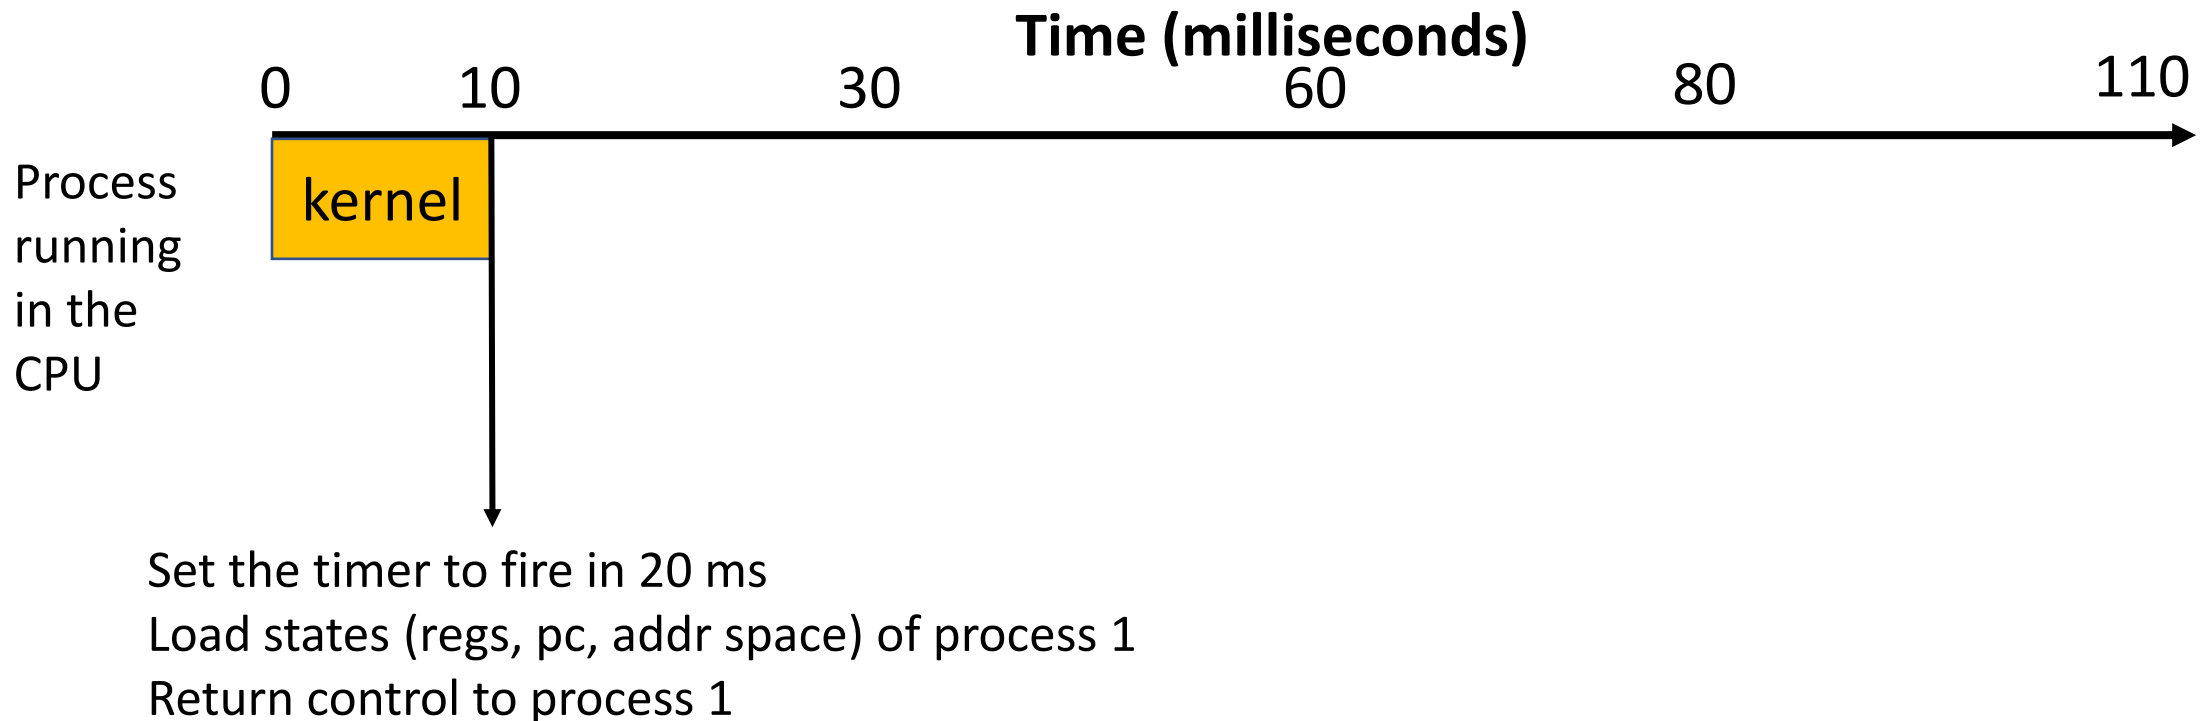 Time (milliseconds)
0 10 30 60 80 110
Process
running
in the
CPU
kernel
Set the timer to fire in 20 ms
Load states (regs, pc, addr space) of process 1
Return control to process 1